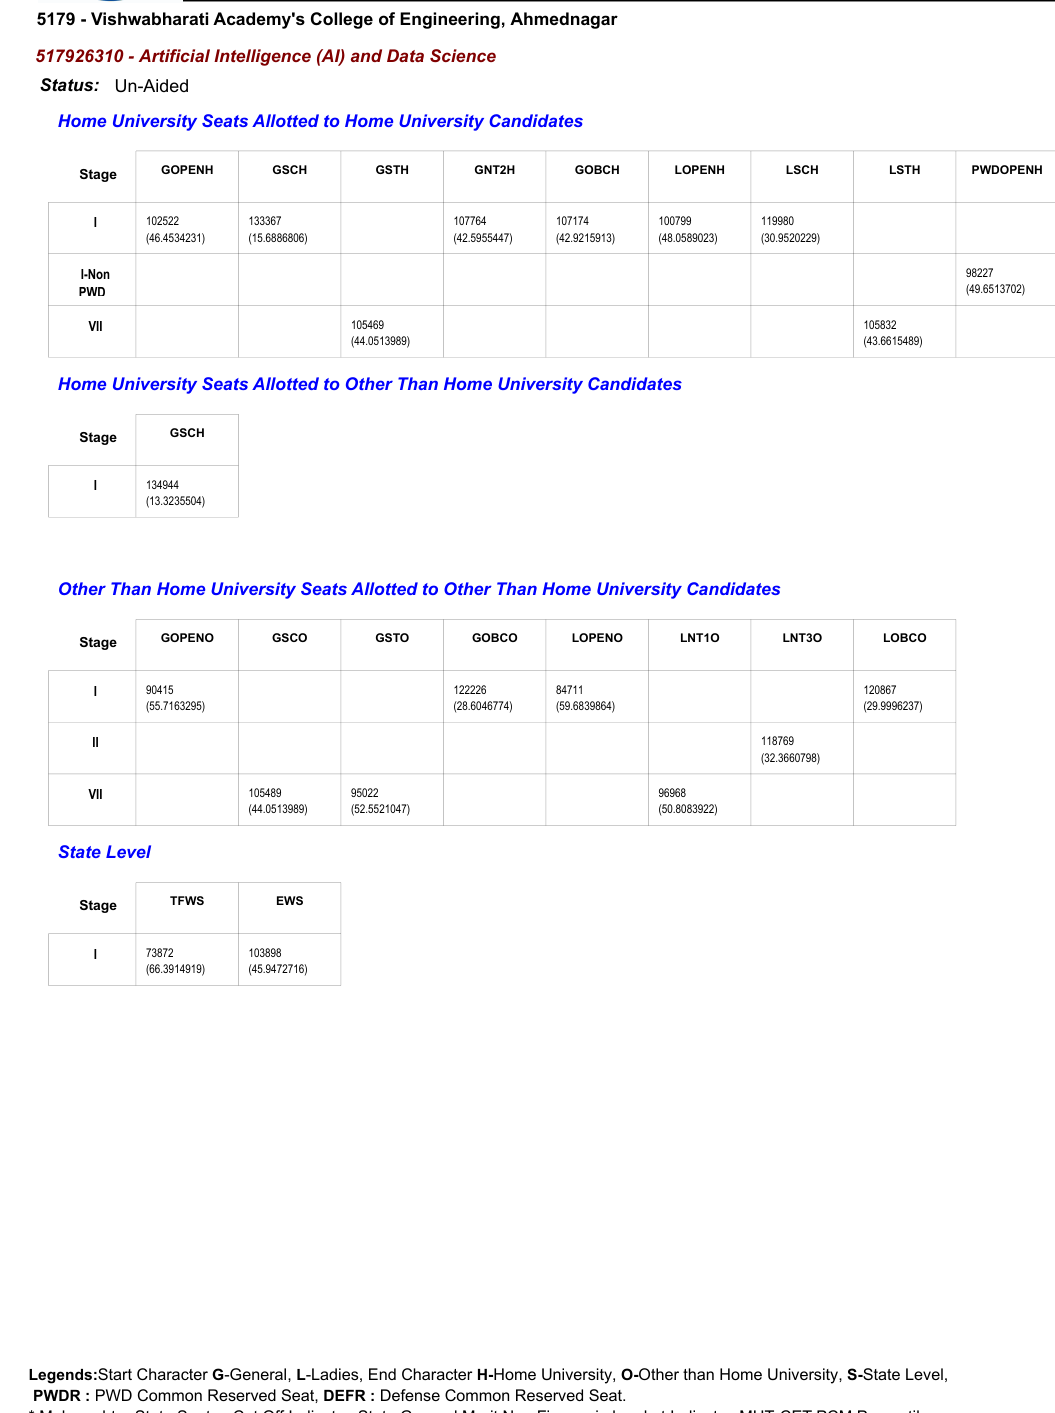 5179 - Vishwabharati Academy's College of Engineering, Ahmednagar
517926310 - Artificial Intelligence (AI) and Data Science
Status: Un-Aided
Home University Seats Allotted to Home University Candidates
Stage GOPENH GSCH GSTH GNT2H GOBCH LOPENH LSCH LSTH PWDOPENH
I 102522 133367 107764 107174 100799 119980
(46.4534231) (15.6886806) (42.5955447) (42.9215913) (48.0589023) (30.9520229)
I-Non 98227
PWD (49.6513702)
VII 105469 105832
(44.0513989) (43.6615489)
Home University Seats Allotted to Other Than Home University Candidates
Stage GSCH
I 134944
(13.3235504)
Other Than Home University Seats Allotted to Other Than Home University Candidates
Stage GOPENO GSCO GSTO GOBCO LOPENO LNT1O LNT3O LOBCO
I 90415 122226 84711 120867
(55.7163295) (28.6046774) (59.6839864) (29.9996237)
II 118769
(32.3660798)
VII 105489 95022 96968
(44.0513989) (52.5521047) (50.8083922)
State Level
Stage TFWS EWS
I 73872 103898
(66.3914919) (45.9472716)
Legends:Start Character G-General, L-Ladies, End Character H-Home University, O-Other than Home University, S-State Level,
PWDR : PWD Common Reserved Seat, DEFR : Defense Common Reserved Seat.